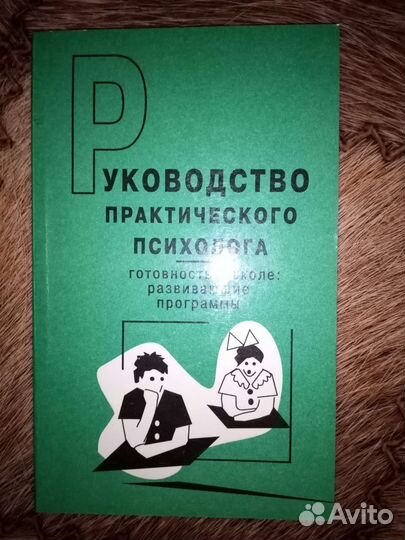 РУКОВОДСТВО
ПРАКТИЧЕСКОГО
ПСИХОЛОГА
ГОТОВНОСТЬ К ШКОЛЕ:
РАЗВИВАЮЩИЕ
ПРОГРАММЫ
Avito